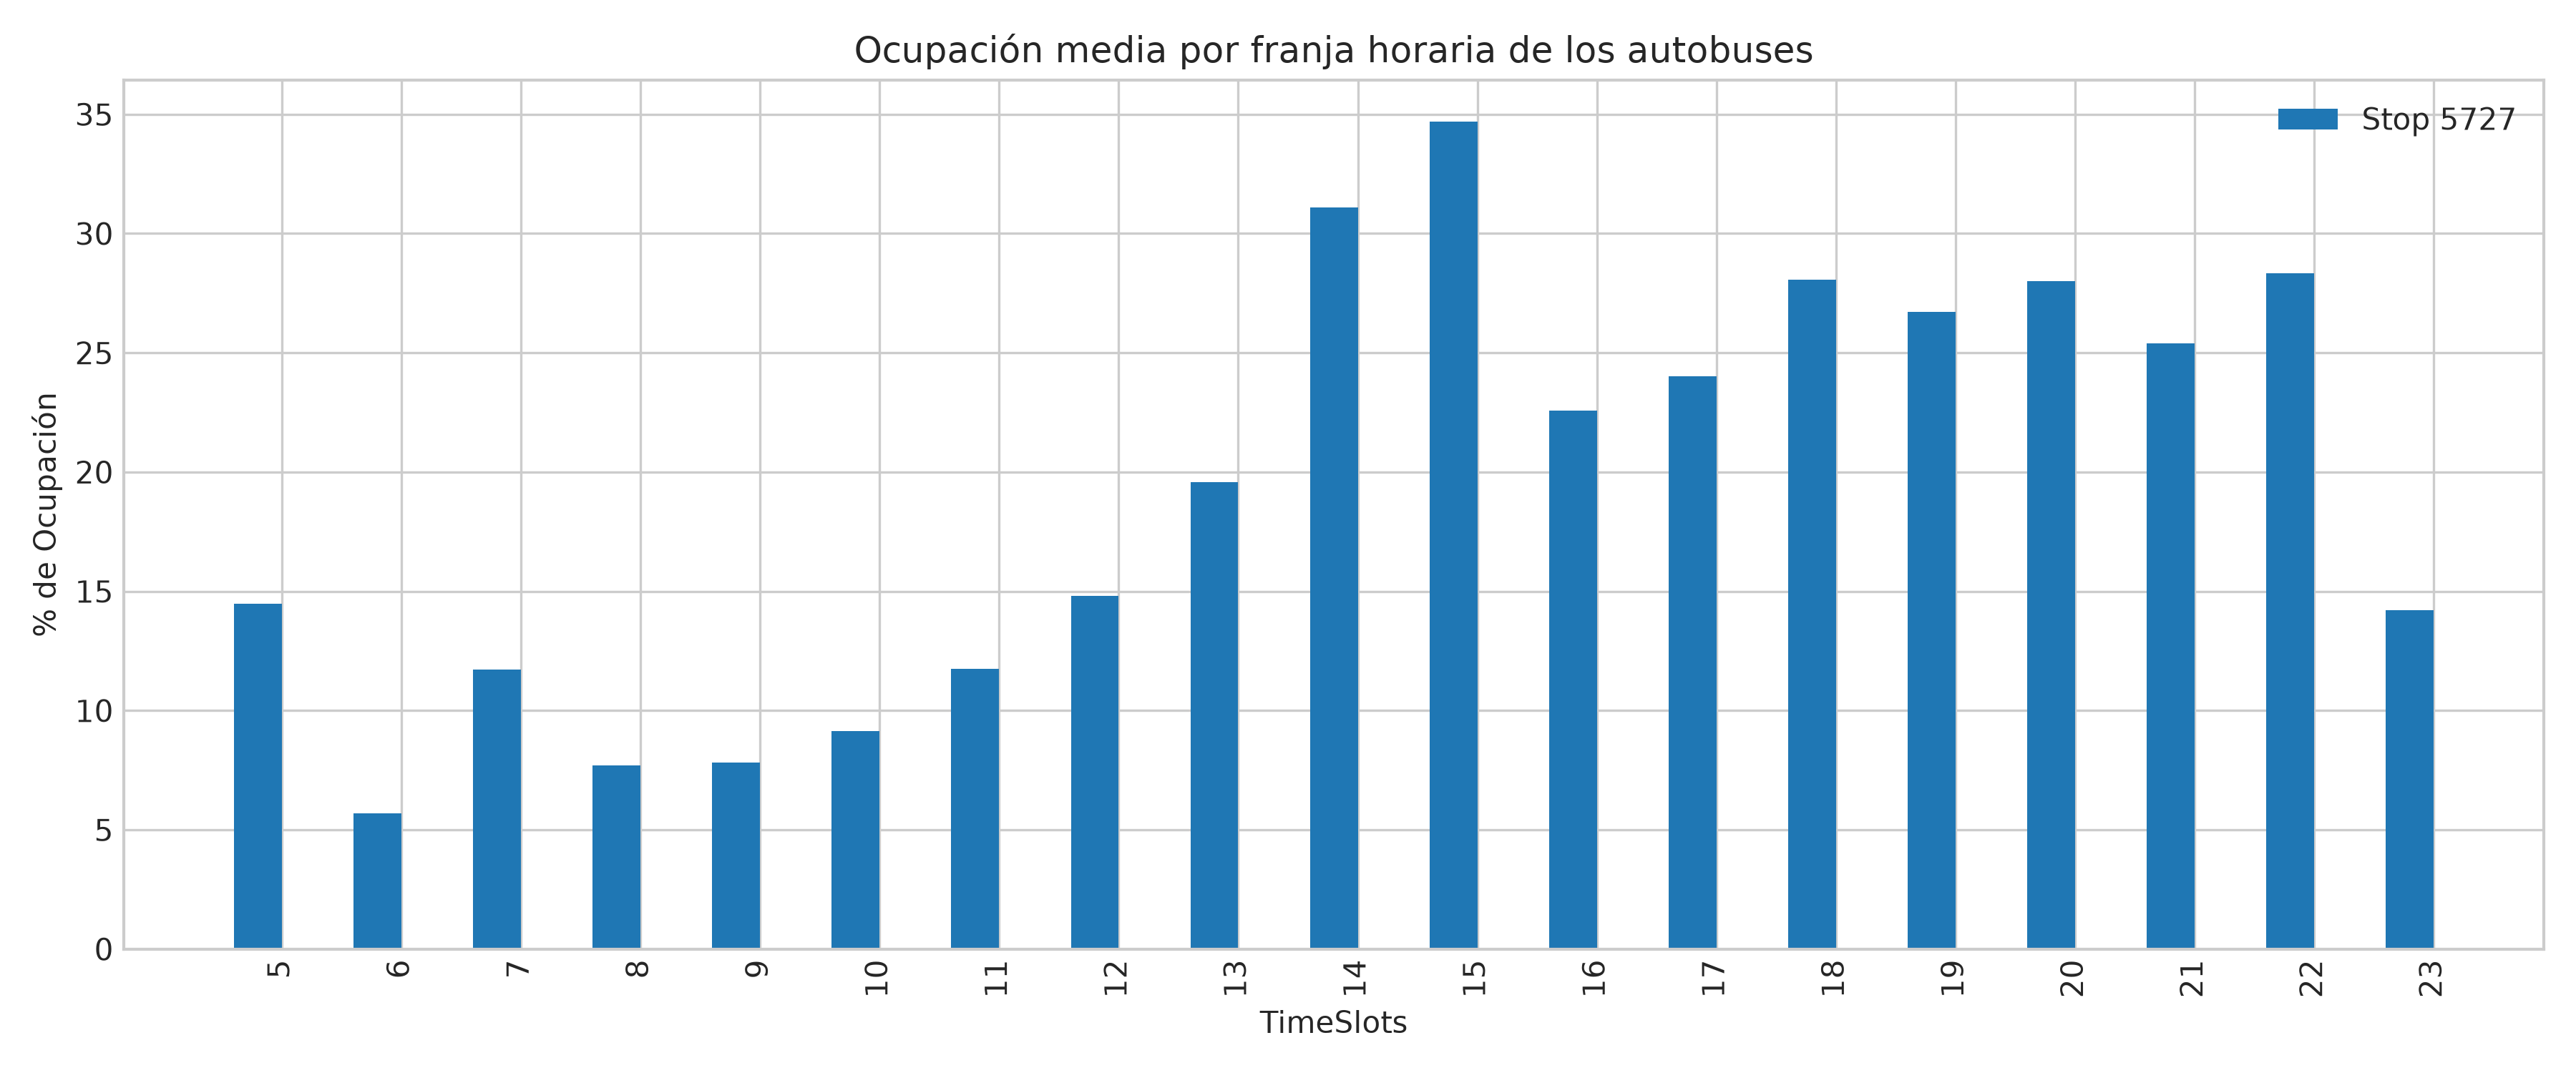 Ocupación media por franja horaria de los autobuses
Stop 5727
% de Ocupación
35
30
25
20
15
10
5
0
5 6 7 8 9 10 11 12 13 14 15 16 17 18 19 20 21 22 23
TimeSlots